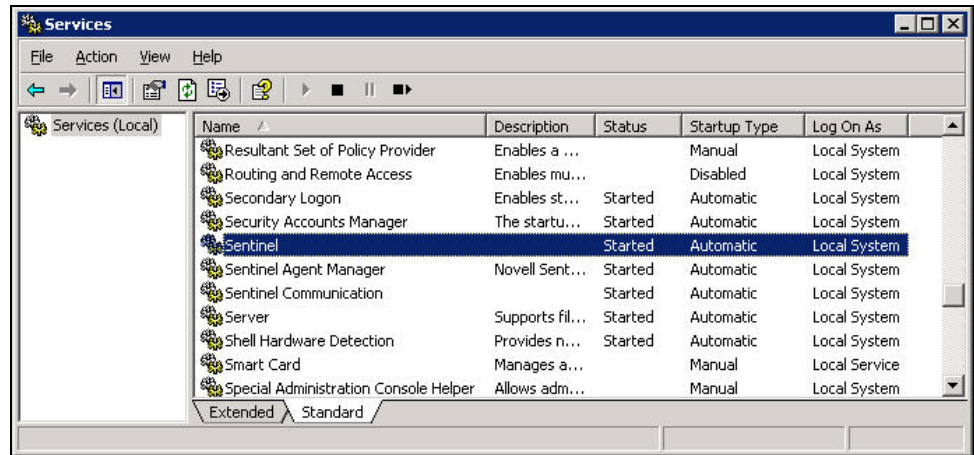 Services
File Action View Help
Services (Local)
Name Description Status Startup Type Log On As
Resultant Set of Policy Provider Enables a ... Manual Local System
Routing and Remote Access Enables mu... Disabled Local System
Secondary Logon Enables st... Started Automatic Local System
Security Accounts Manager The startu... Started Automatic Local System
Sentinel Started Automatic Local System
Sentinel Agent Manager Novell Sent... Started Automatic Local System
Sentinel Communication Started Automatic Local System
Server Supports fil... Started Automatic Local System
Shell Hardware Detection Provides n... Started Automatic Local System
Smart Card Manages a... Manual Local Service
Special Administration Console Helper Allows adm... Manual Local System
Extended Standard